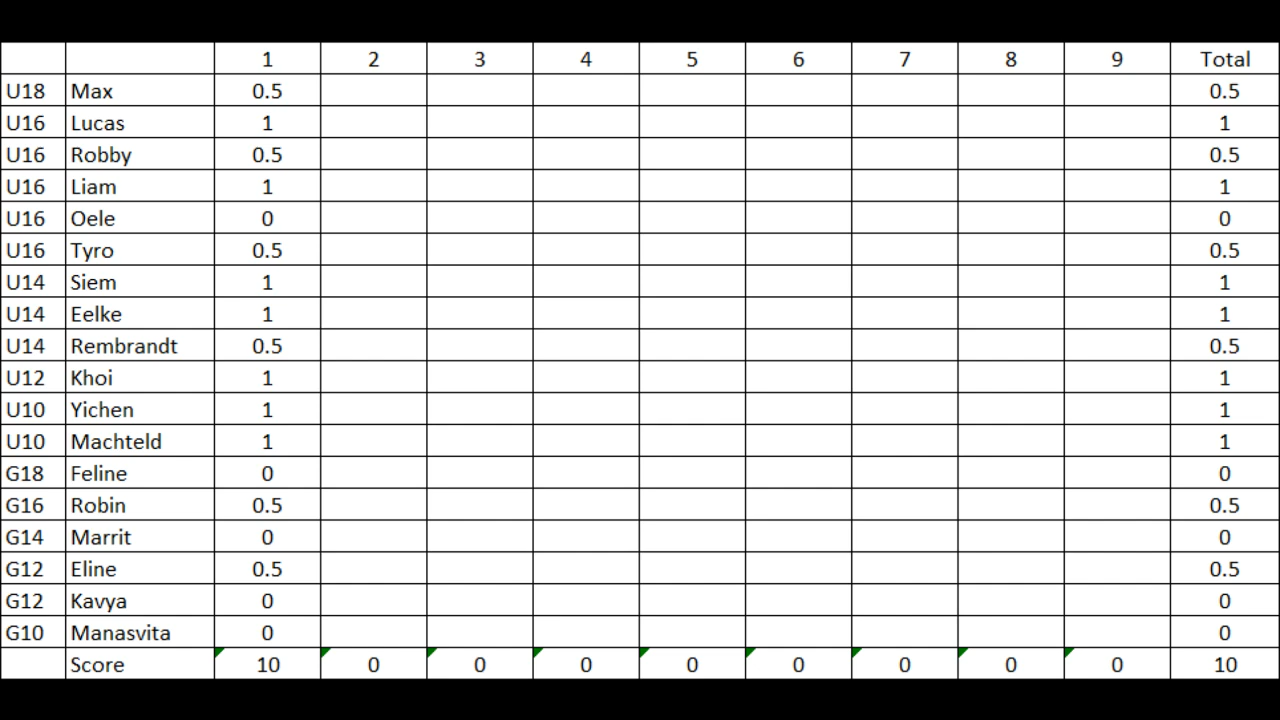 1 2 3 4 5 6 7 8 9 Total
U18 Max 0.5 0.5
U16 Lucas 1 1
U16 Robby 0.5 0.5
U16 Liam 1 1
U16 Oele 0 0
U16 Tyro 0.5 0.5
U14 Siem 1 1
U14 Eelke 1 1
U14 Rembrandt 0.5 0.5
U12 Khoi 1 1
U10 Yichen 1 1
U10 Machteld 1 1
G18 Feline 0 0
G16 Robin 0.5 0.5
G14 Marrit 0 0
G12 Eline 0.5 0.5
G12 Kavya 0 0
G10 Manasvita 0 0
Score 10 0 0 0 0 0 0 0 0 10